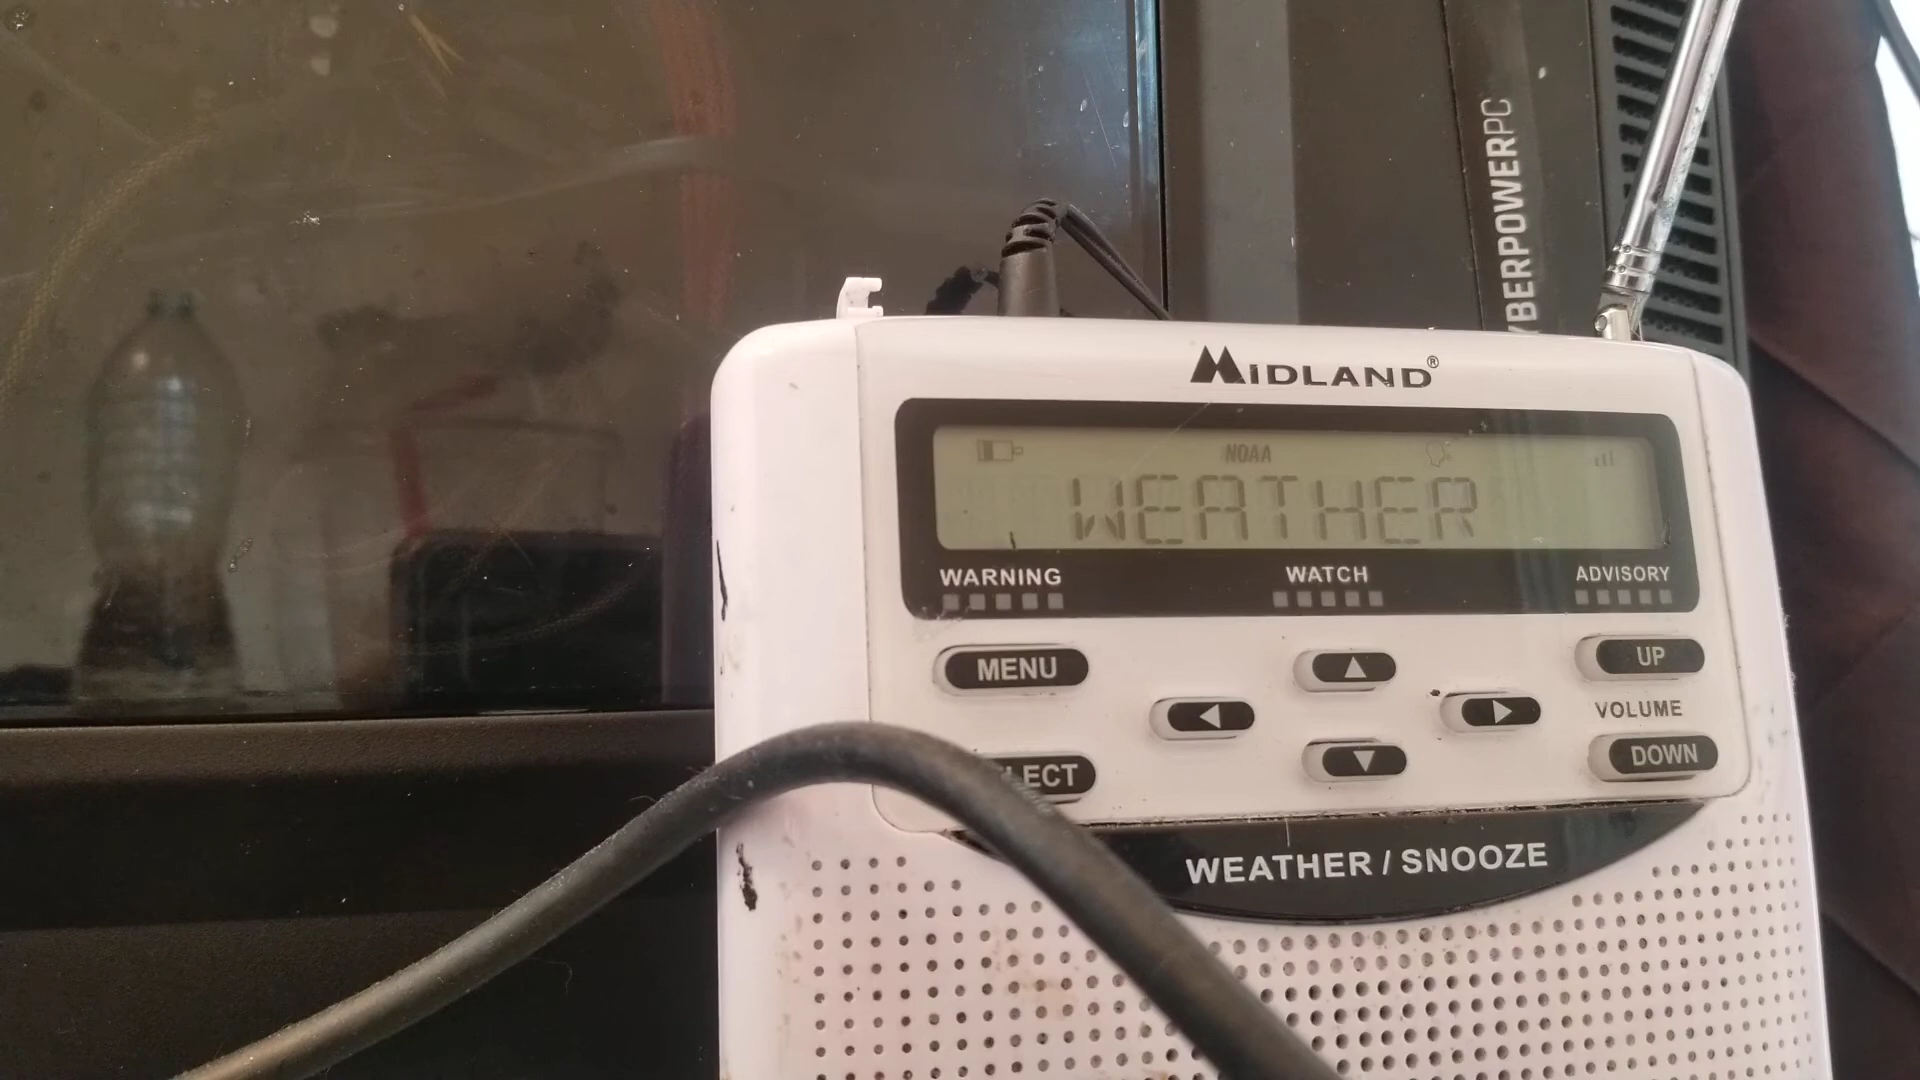 YBERPOWERPC
MIDLAND®
NOAA
WEATHER
WARNING WATCH ADVISORY
MENU
UP
VOLUME
LECT
DOWN
WEATHER / SNOOZE